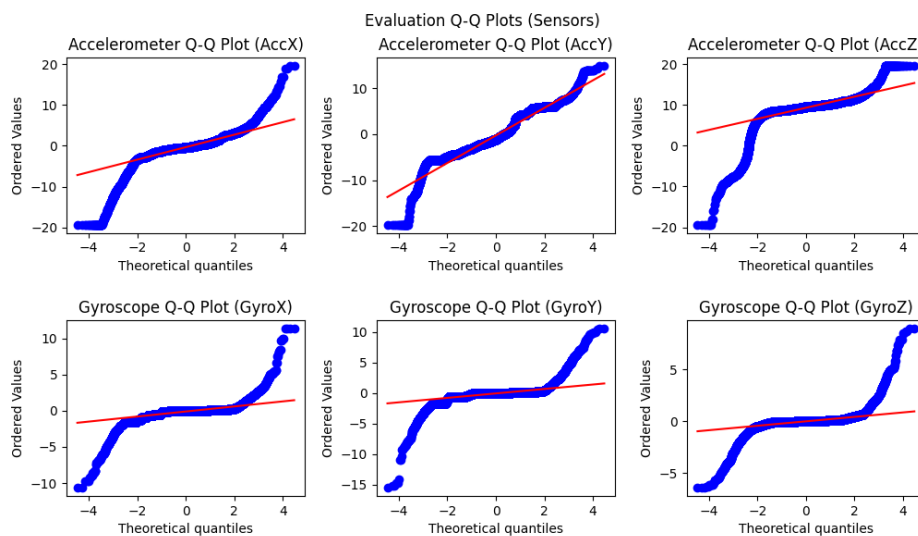 Evaluation Q-Q Plots (Sensors)
Accelerometer Q-Q Plot (AccX)
Accelerometer Q-Q Plot (AccY)
Accelerometer Q-Q Plot (AccZ)
Ordered Values
20
10
0
−10
−20
−4 −2 0 2 4
Theoretical quantiles
Ordered Values
10
0
−10
−20
−4 −2 0 2 4
Theoretical quantiles
Ordered Values
20
10
0
−10
−20
−4 −2 0 2 4
Theoretical quantiles
Gyroscope Q-Q Plot (GyroX)
Gyroscope Q-Q Plot (GyroY)
Gyroscope Q-Q Plot (GyroZ)
Ordered Values
10
5
0
−5
−10
−4 −2 0 2 4
Theoretical quantiles
Ordered Values
10
5
0
−5
−10
−15
−4 −2 0 2 4
Theoretical quantiles
Ordered Values
5
0
−5
−4 −2 0 2 4
Theoretical quantiles